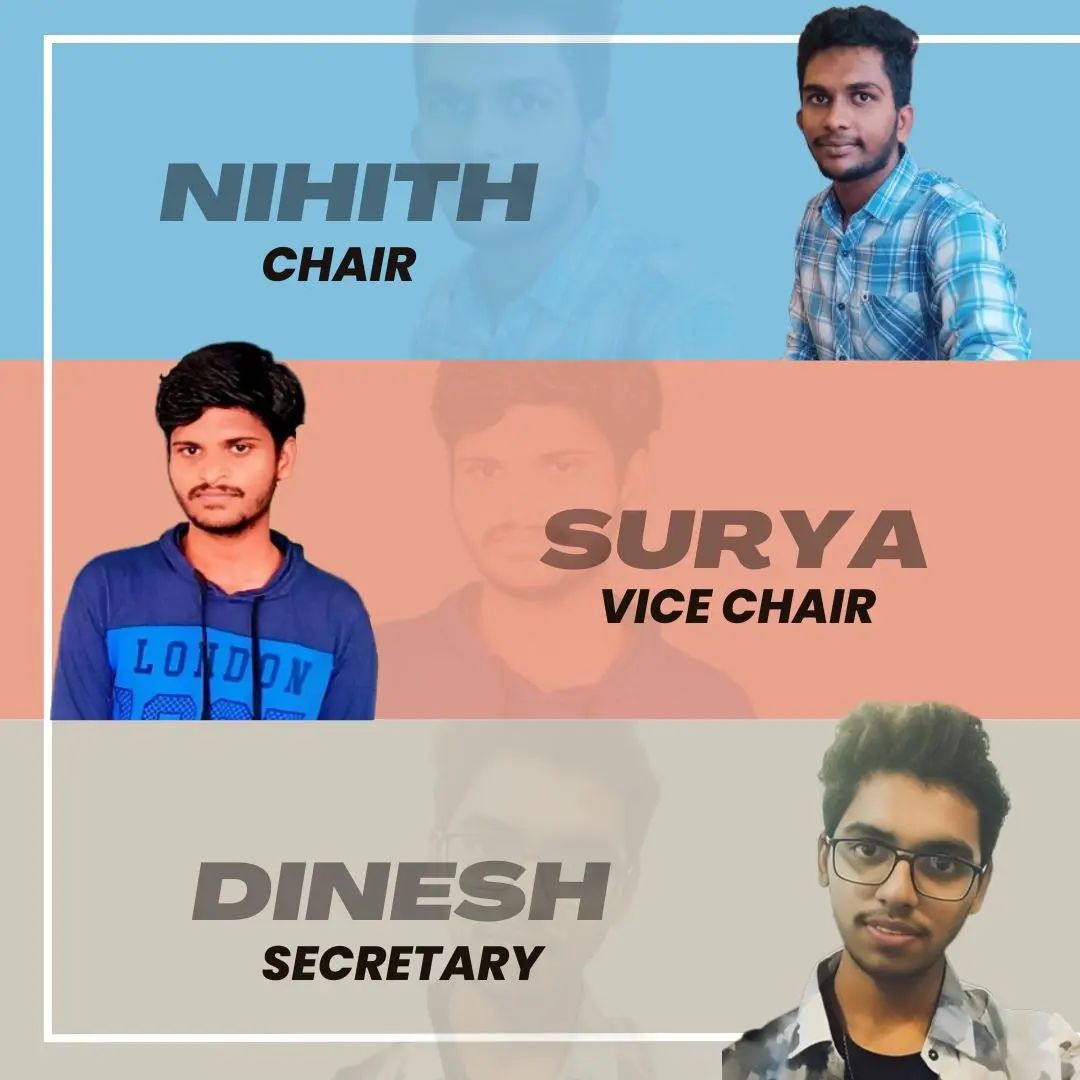 NIHITH
CHAIR
LONDON
SURYA
VICE CHAIR
DINESH
SECRETARY